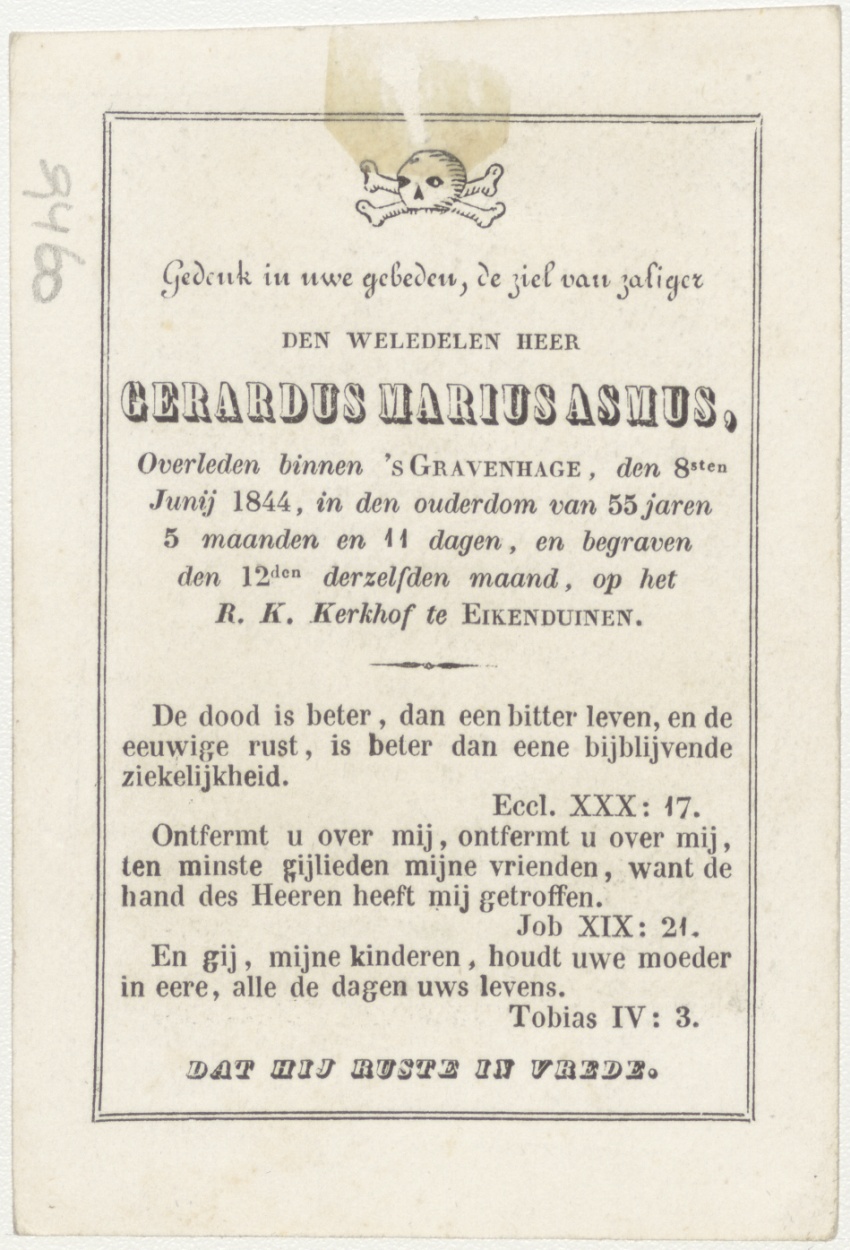 Gedenk in uwe gebeden, de ziel van zaliger
DEN WELEDELEN HEER
GERARDUS MARIUS ASMUS,
Overleden binnen 'sGRAVENHAGE, den 8sten
Junij 1844, in den ouderdom van 55 jaren
5 maanden en 11 dagen, en begraven
den 12den derzelfden maand, op het
R. K. Kerkhof te EIKENDUINEN.
De dood is beter, dan een bitter leven, en de
eeuwige rust, is beter dan eene bijblijvende
ziekelijkheid.
Eccl. XXX: 17.
Ontfermt u over mij, ontfermt u over mij,
ten minste gijlieden mijne vrienden, want de
hand des Heeren heeft mij getroffen.
Job XIX: 21.
En gij, mijne kinderen, houdt uwe moeder
in eere, alle de dagen uws levens.
Tobias IV: 3.
DAT HIJ RUSTE IN VREDE.